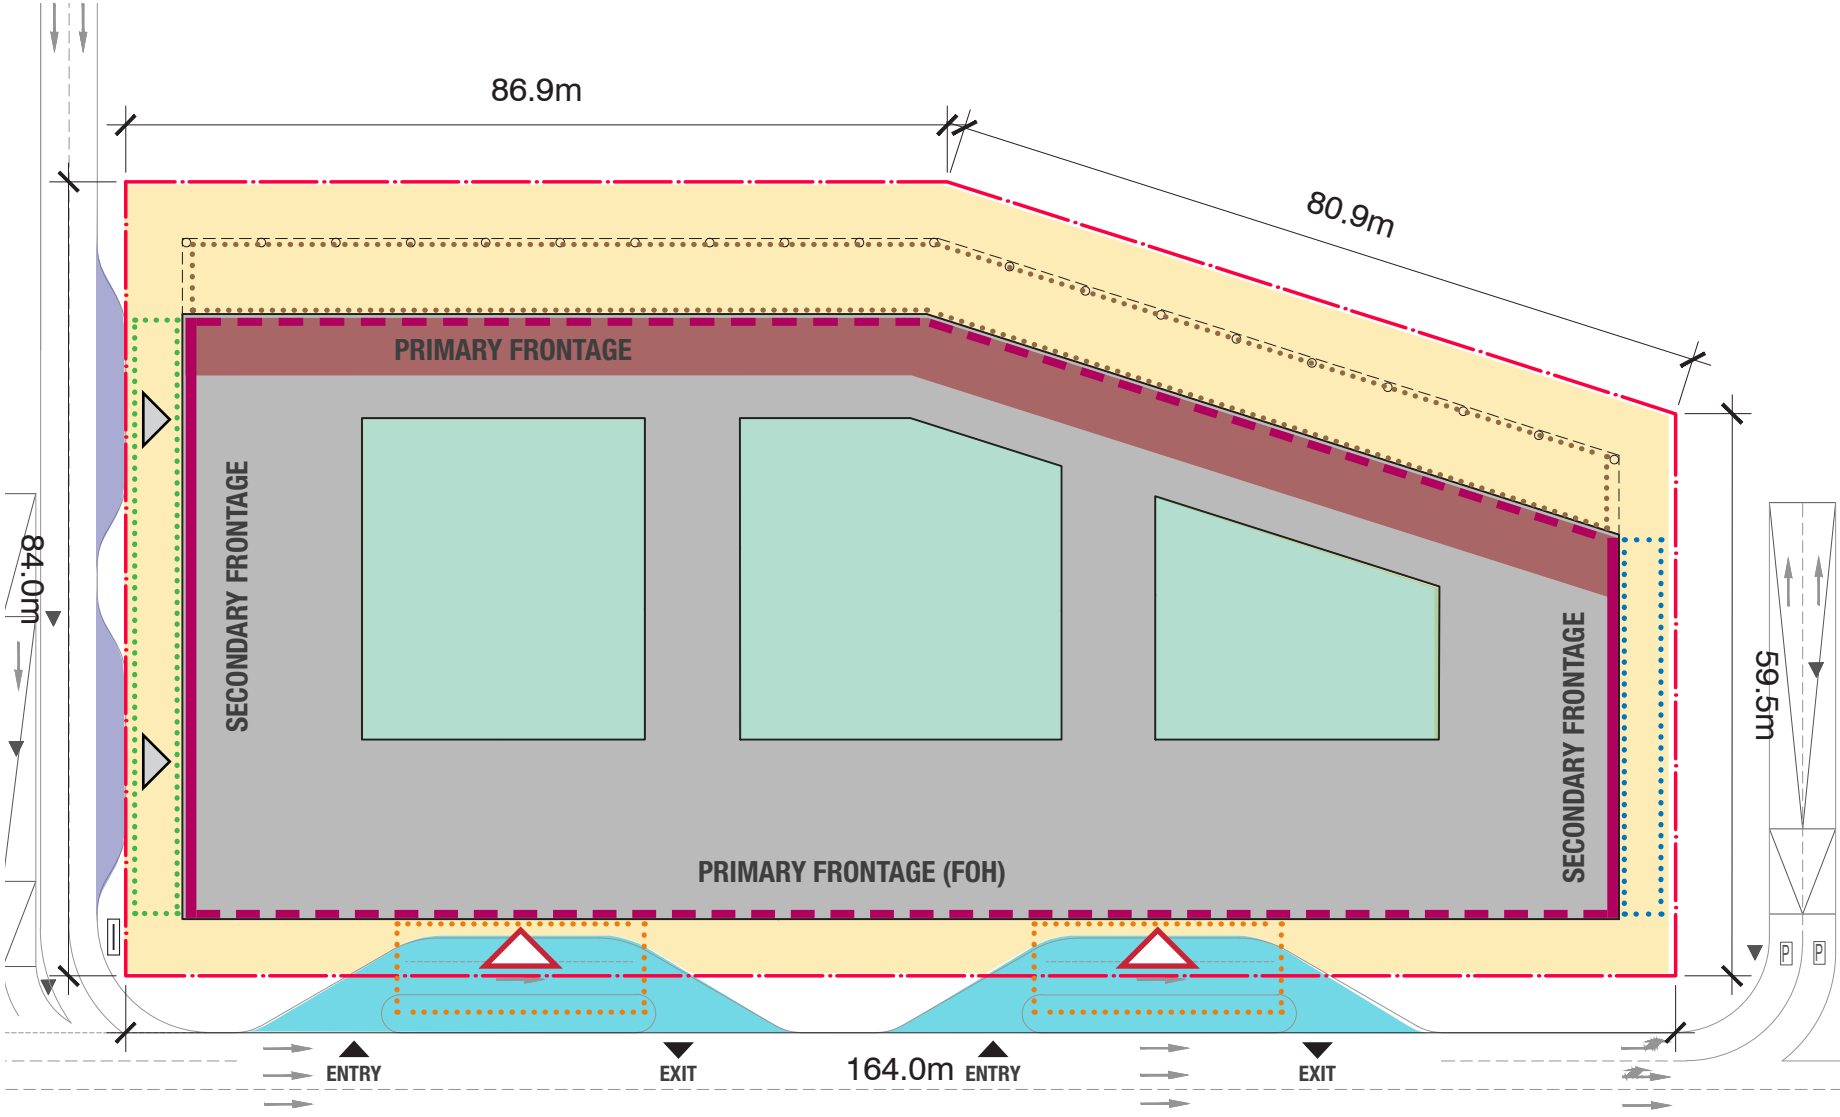 86.9m
80.9m
PRIMARY FRONTAGE
SECONDARY FRONTAGE
84.0m
59.5m
SECONDARY FRONTAGE
PRIMARY FRONTAGE (FOH)
P P
ENTRY
EXIT
164.0m
ENTRY
EXIT